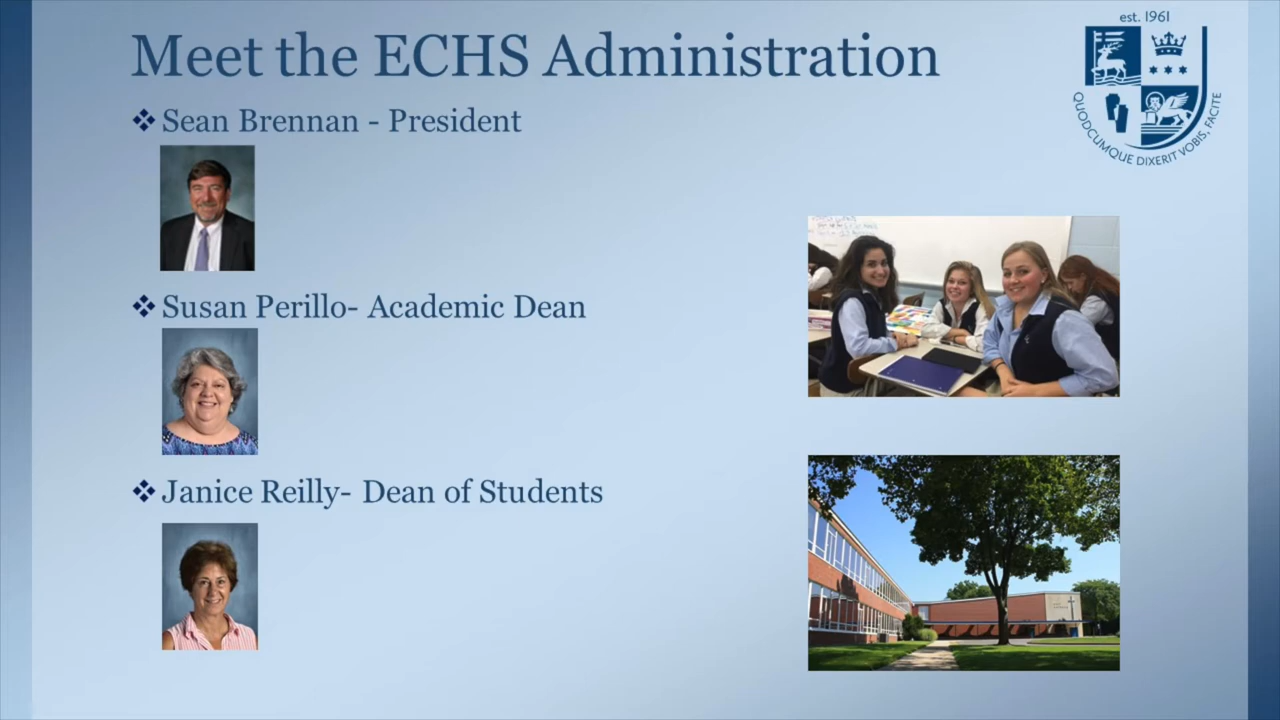 Meet the ECHS Administration
est. 1961
❖ Sean Brennan - President
QUODCUMQUE DIXERIT VOBIS, FACITE
❖ Susan Perillo- Academic Dean
❖ Janice Reilly- Dean of Students